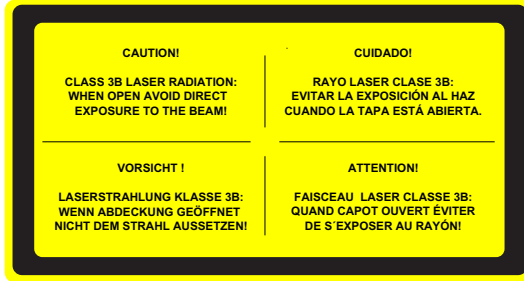 CAUTION!
CLASS 3B LASER RADIATION:
WHEN OPEN AVOID DIRECT
EXPOSURE TO THE BEAM!
CUIDADO!
RAYO LASER CLASE 3B:
EVITAR LA EXPOSICIÓN AL HAZ
CUANDO LA TAPA ESTÁ ABIERTA.
VORSICHT !
LASERSTRAHLUNG KLASSE 3B:
WENN ABDECKUNG GEÖFFNET
NICHT DEM STRAHL AUSSETZEN!
ATTENTION!
FAISCEAU LASER CLASSE 3B:
QUAND CAPOT OUVERT ÉVITER
DE S´EXPOSER AU RAYÓN!